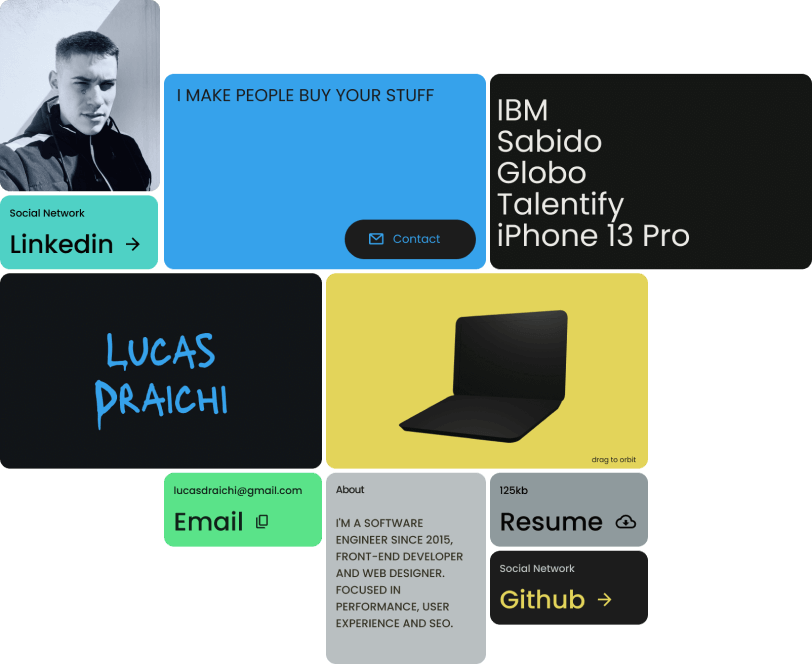 I MAKE PEOPLE BUY YOUR STUFF
Contact
IBM
Sabido
Globo
Talentify
iPhone 13 Pro
Social Network
Linkedin
LUCAS
DRAICHI
drag to orbit
lucasdraichi@gmail.com
Email
About
I'M A SOFTWARE
ENGINEER SINCE 2015,
FRONT-END DEVELOPER
AND WEB DESIGNER.
FOCUSED IN
PERFORMANCE, USER
EXPERIENCE AND SEO.
125kb
Resume
Social Network
Github